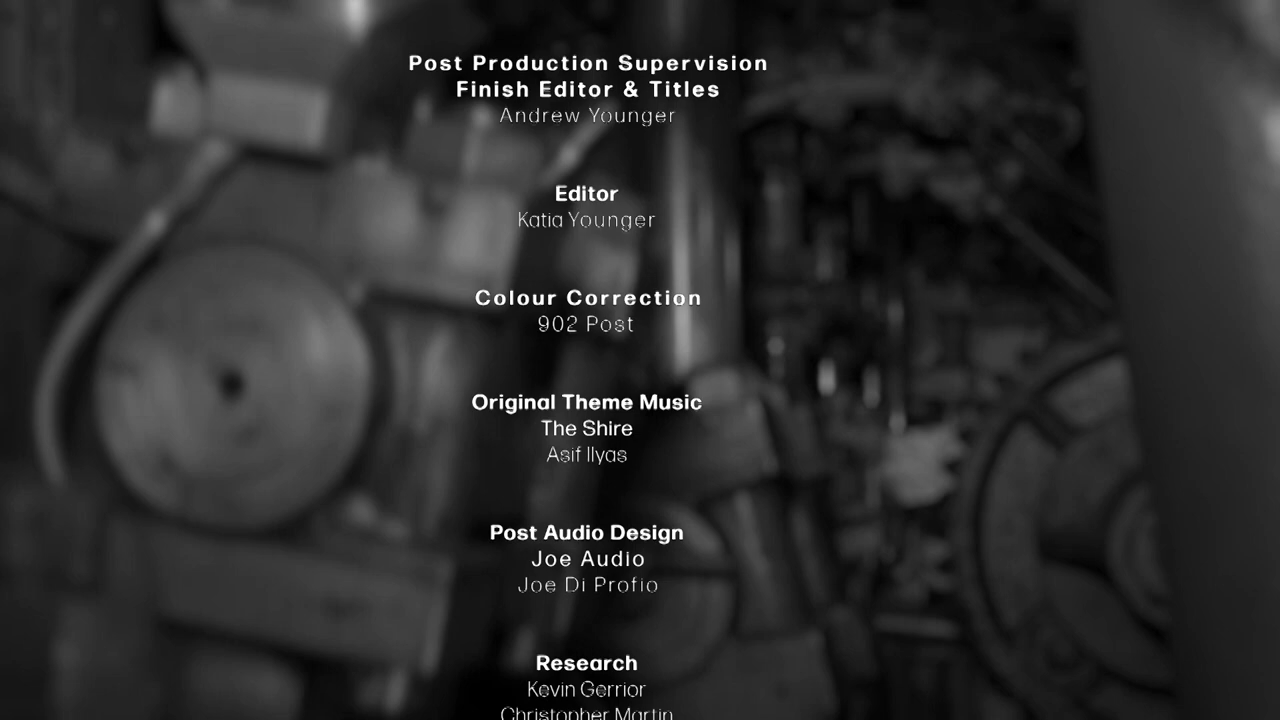 Post Production Supervision
Finish Editor & Titles
Andrew Younger
Editor
Katia Younger
Colour Correction
902 Post
Original Theme Music
The Shire
Asif Ilyas
Post Audio Design
Joe Audio
Joe Di Profio
Research
Kevin Gerrior
Christopher Martin